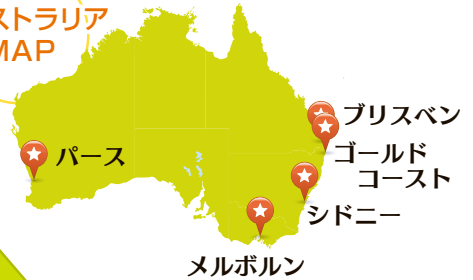 ストラリア
MAP
ブリスベン
パース
ゴールド
コースト
シドニー
メルボルン